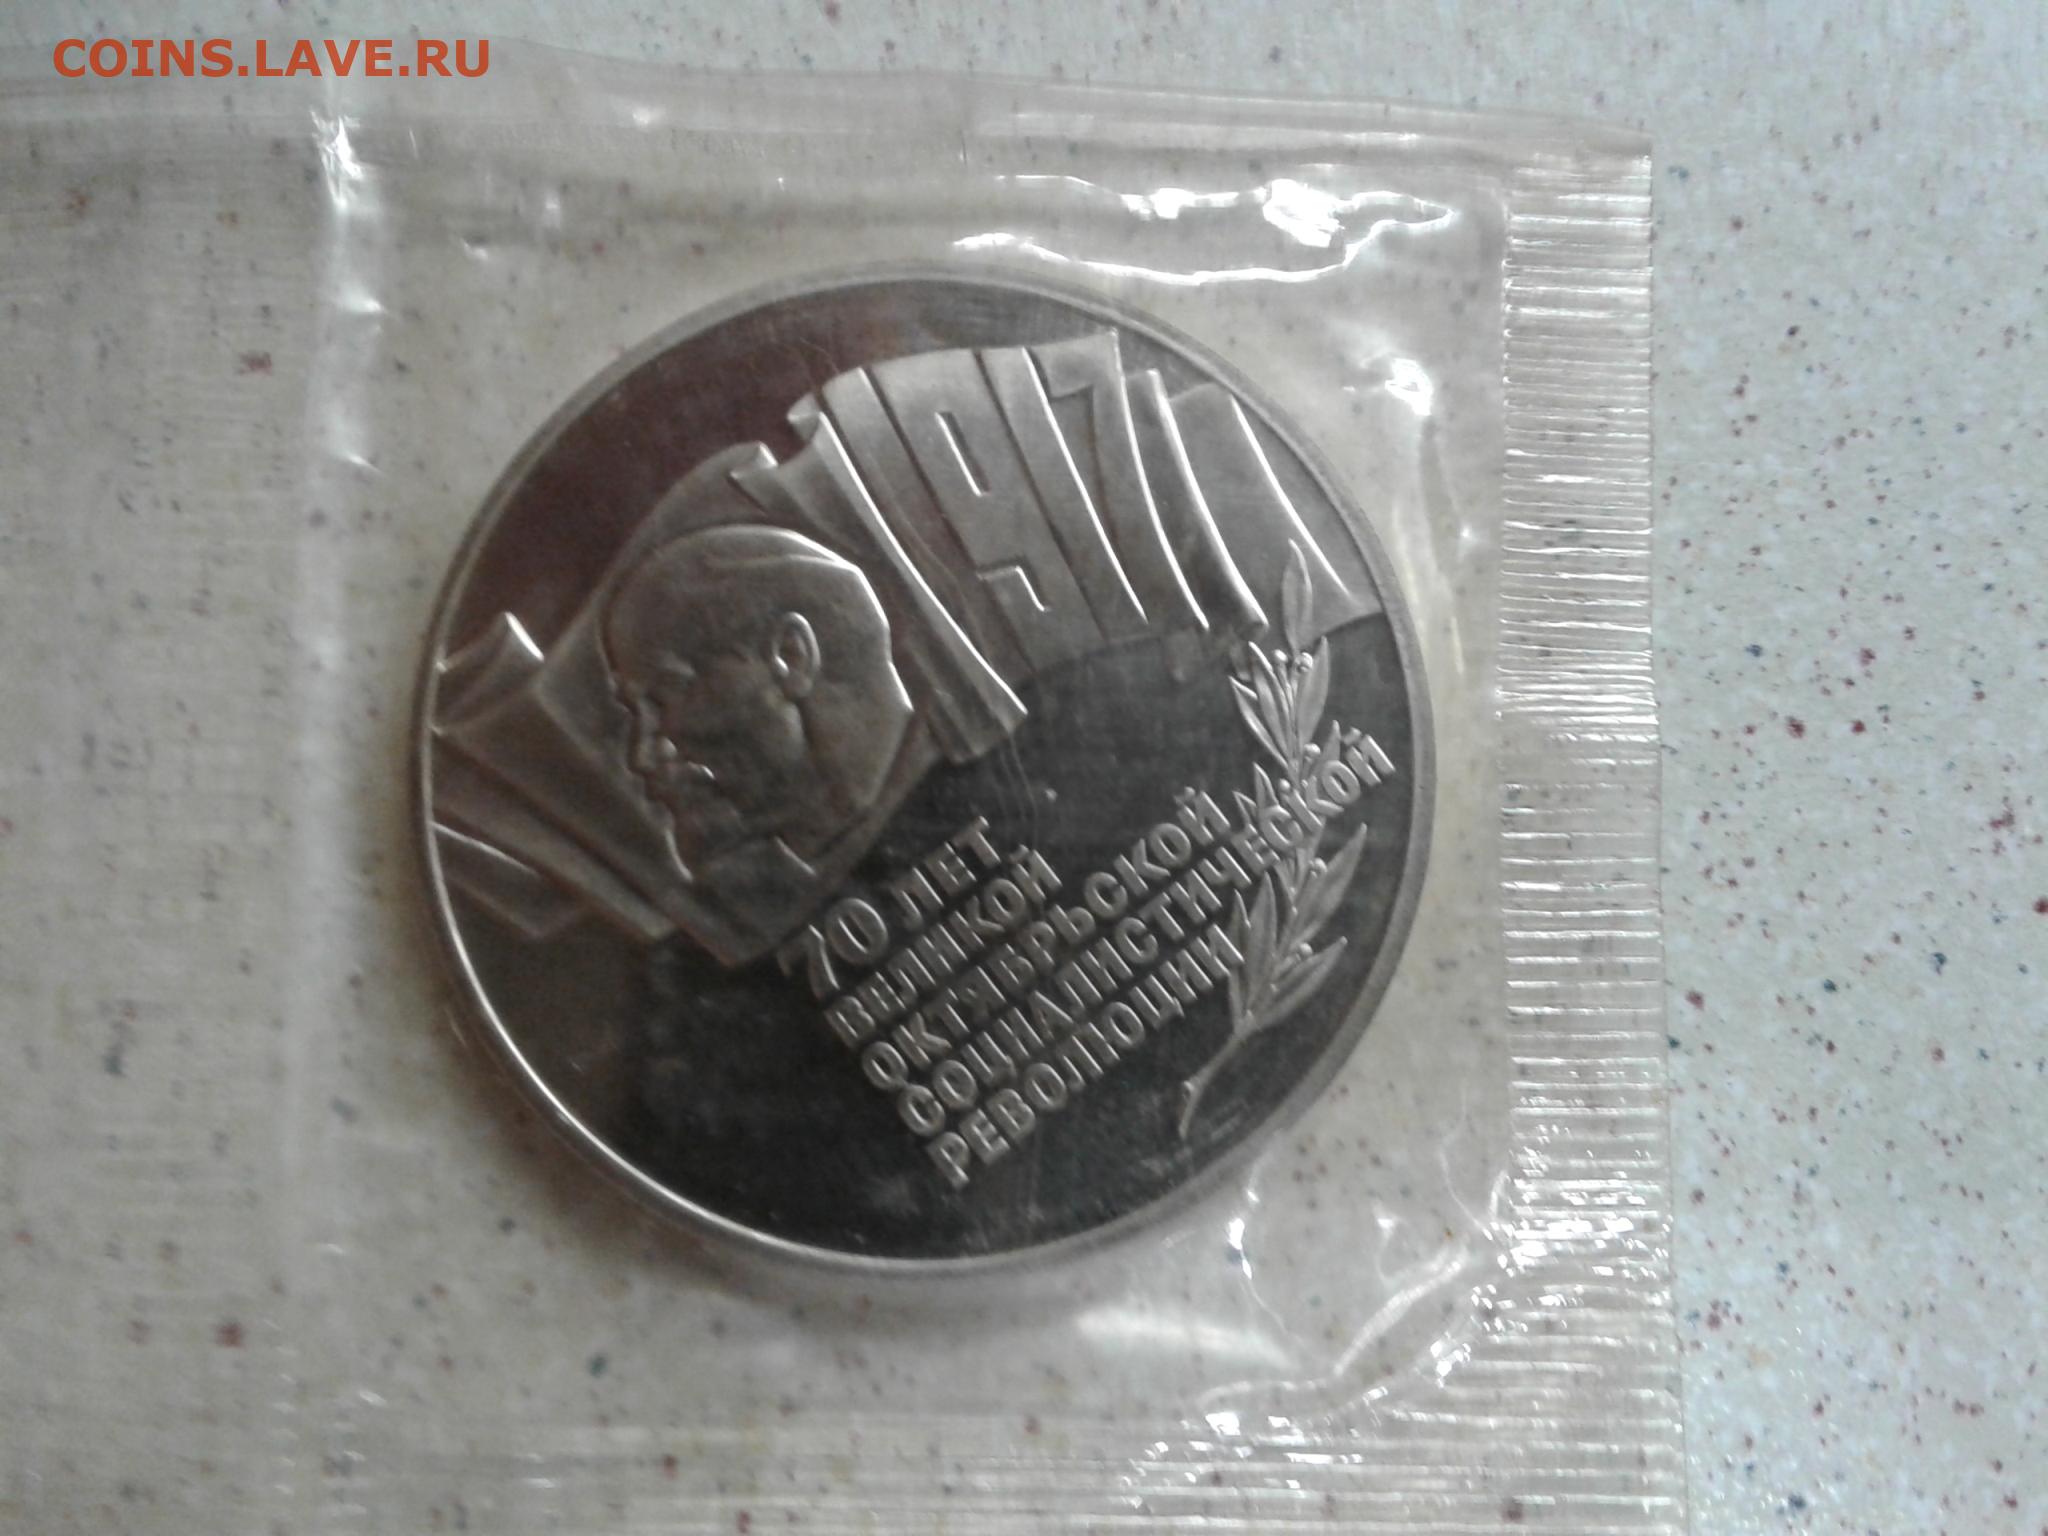 COINS.LAVE.RU
1917
70 ЛЕТ
ВЕЛИКОЙ
ОКТЯБРЬСКОЙ
СОЦИАЛИСТИЧЕСКОЙ
РЕВОЛЮЦИИ